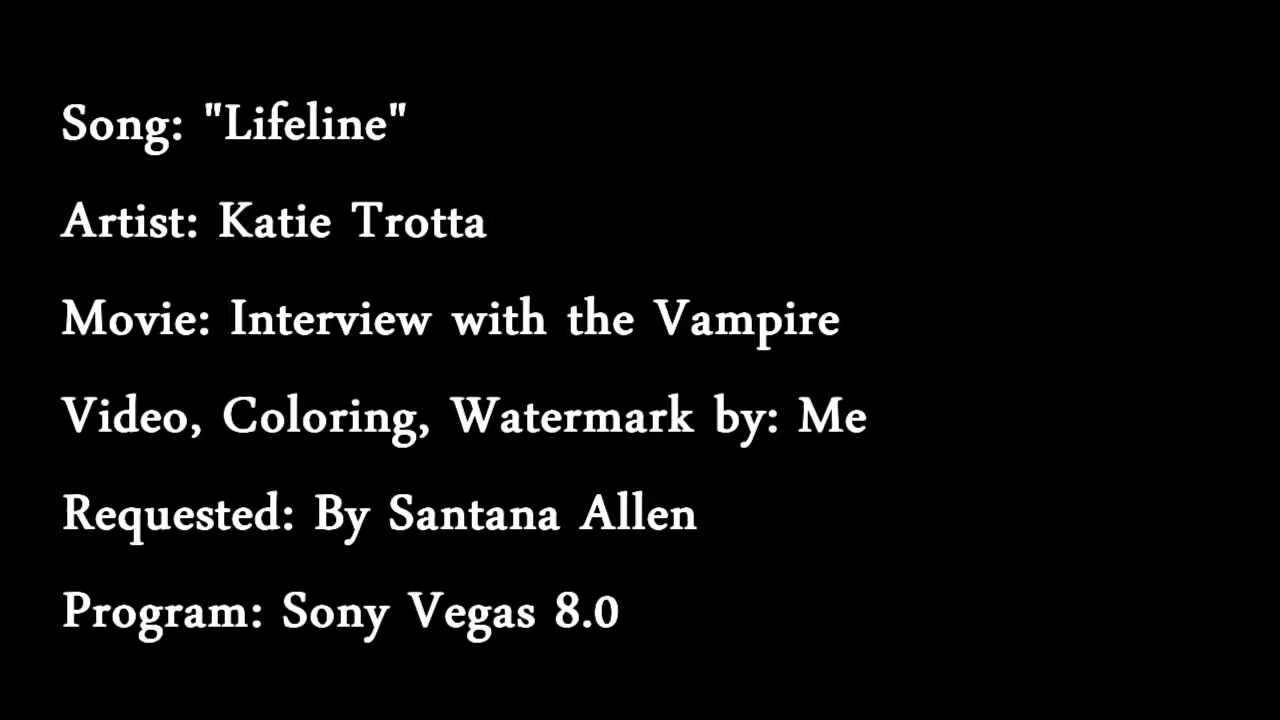 Song: "Lifeline"
Artist: Katie Trotta
Movie: Interview with the Vampire
Video, Coloring, Watermark by: Me
Requested: By Santana Allen
Program: Sony Vegas 8.0